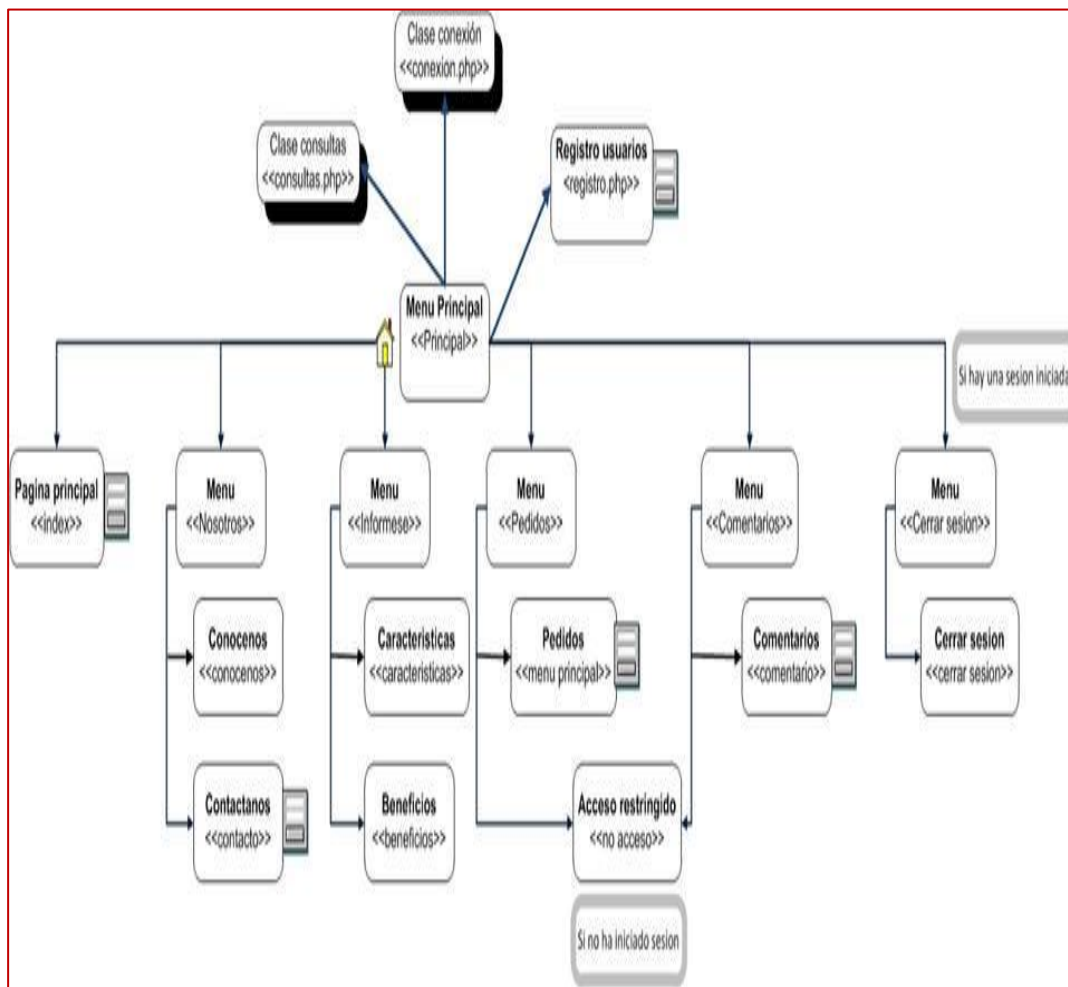 Clase conexión
<<conexion.php>>
Clase consultas
<<consultas.php>>
Registro usuarios
<registro.php>>
Menu Principal
<<Principal>>
Si hay una sesion iniciada
Pagina principal
<<index>>
Menu
<<Nosotros>>
Menu
<<Informese>>
Menu
<<Pedidos>>
Menu
<<Comentarios>>
Menu
<<Cerrar sesion>>
Conocenos
<<conocenos>>
Caracteristicas
<<caracteristicas>>
Pedidos
<<menu principal>>
Comentarios
<<comentario>>
Cerrar sesion
<<cerrar sesion>>
Contactanos
<<contacto>>
Beneficios
<<beneficios>>
Acceso restringido
<<no acceso>>
Si no ha iniciado sesion